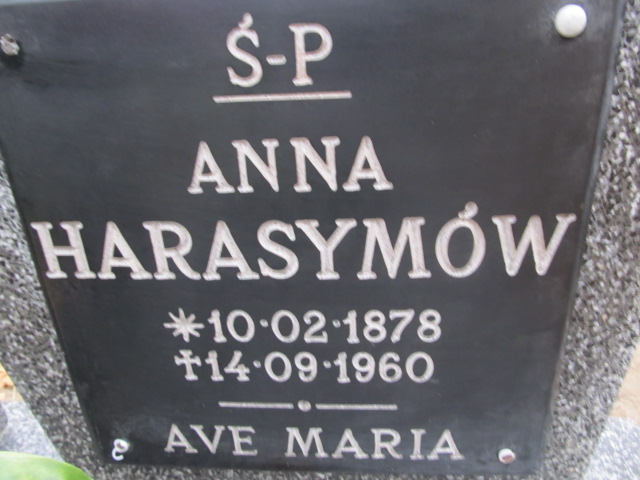 Ś-P
ANNA
HARASYMÓW
*10·02·1878
†14·09·1960
AVE MARIA